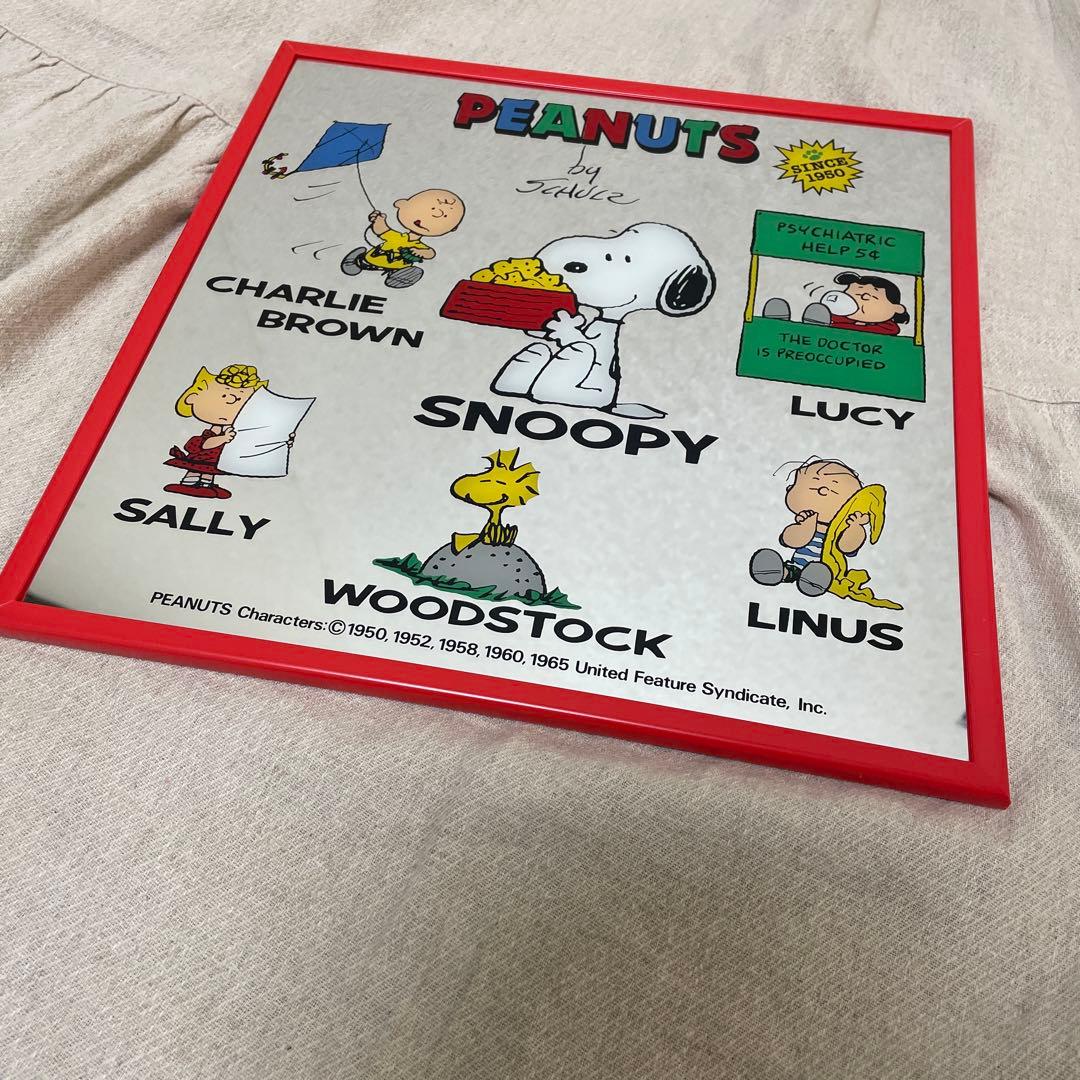 PEANUTS
by
SCHULZ
SINCE
1950
CHARLIE
BROWN
SNOOPY
PSYCHIATRIC
HELP 5¢
THE DOCTOR
IS PREOCCUPIED
LUCY
SALLY
WOODSTOCK
LINUS
PEANUTS Characters:©1950, 1952, 1958, 1960, 1965 United Feature Syndicate, Inc.